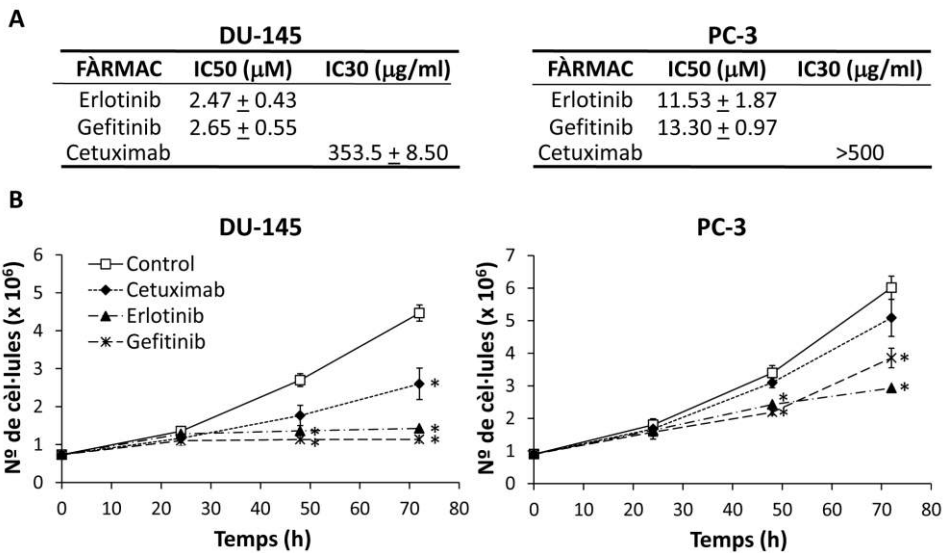 A
DU-145
FÀRMAC IC50 (µM) IC30 (µg/ml)
Erlotinib 2.47 ± 0.43
Gefitinib 2.65 ± 0.55
Cetuximab 353.5 ± 8.50
PC-3
FÀRMAC IC50 (µM) IC30 (µg/ml)
Erlotinib 11.53 ± 1.87
Gefitinib 13.30 ± 0.97
Cetuximab >500
B
DU-145
Nº de cèl·lules (x 10⁶)
6
5
4
3
2
1
0
Control
Cetuximab
Erlotinib
Gefitinib
*
*
*
*
*
0 10 20 30 40 50 60 70 80
Temps (h)
PC-3
Nº de cèl·lules (x 10⁶)
7
6
5
4
3
2
1
0
*
*
*
*
0 10 20 30 40 50 60 70 80
Temps (h)